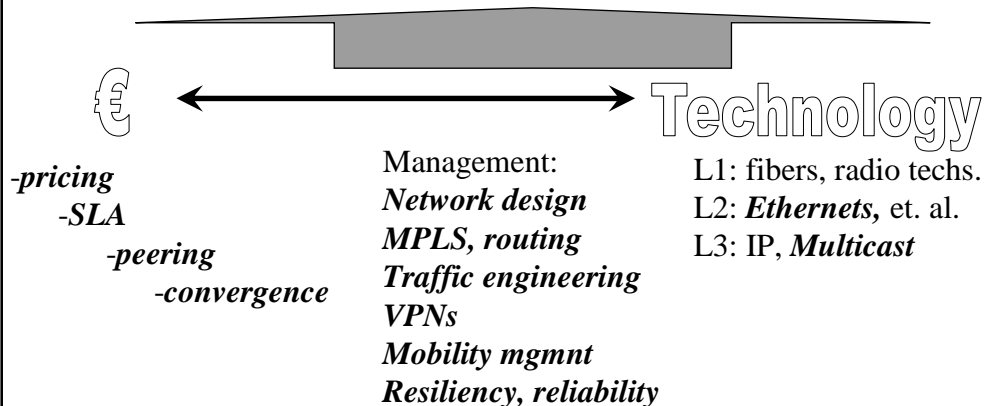 €
Technology
-pricing
-SLA
-peering
-convergence
Management:
Network design
MPLS, routing
Traffic engineering
VPNs
Mobility mgmnt
Resiliency, reliability
L1: fibers, radio techs.
L2: Ethernets, et. al.
L3: IP, Multicast